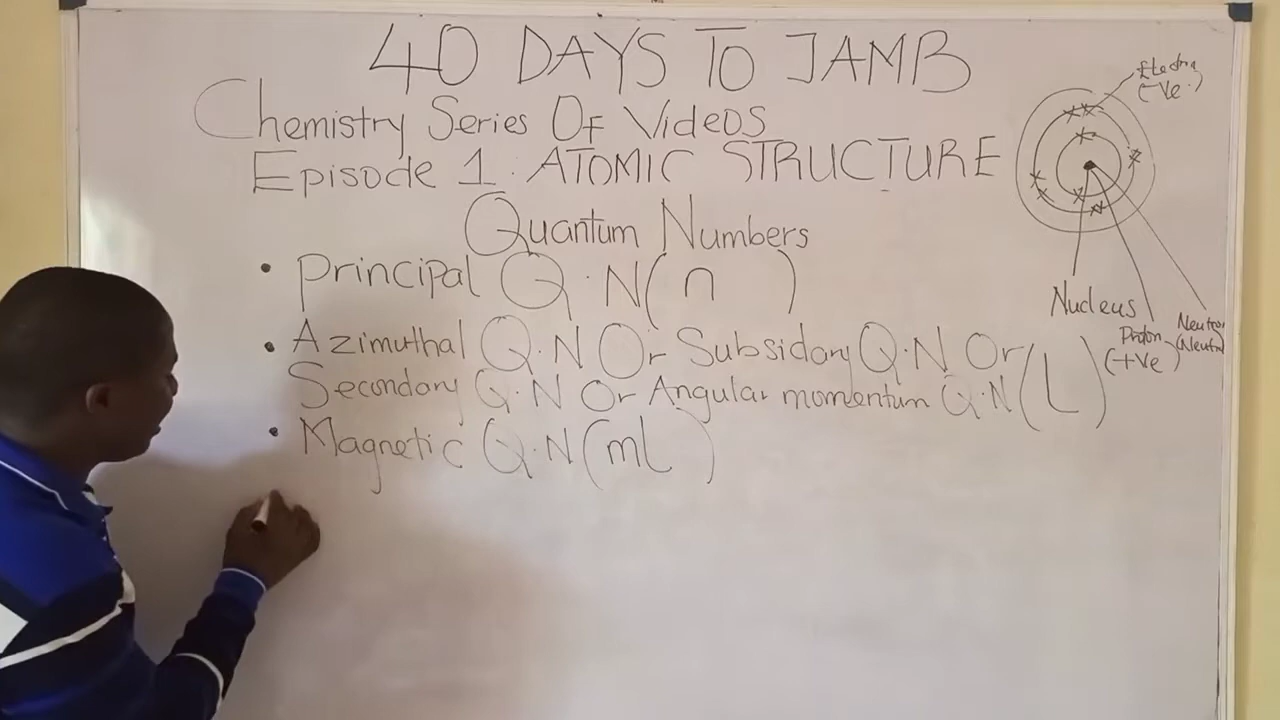 40 DAYS TO JAMB
Chemistry Series Of Videos
Episode 1: ATOMIC STRUCTURE
Quantum Numbers
• Principal Q.N(n )
• Azimuthal Q.N Or Subsidary Q.N Or
Secondary Q.N Or Angular momentum Q.N (L)
• Magnetic Q.N(mL )
(-ve)
Nucleus
Proton
(+ve)
Neutron